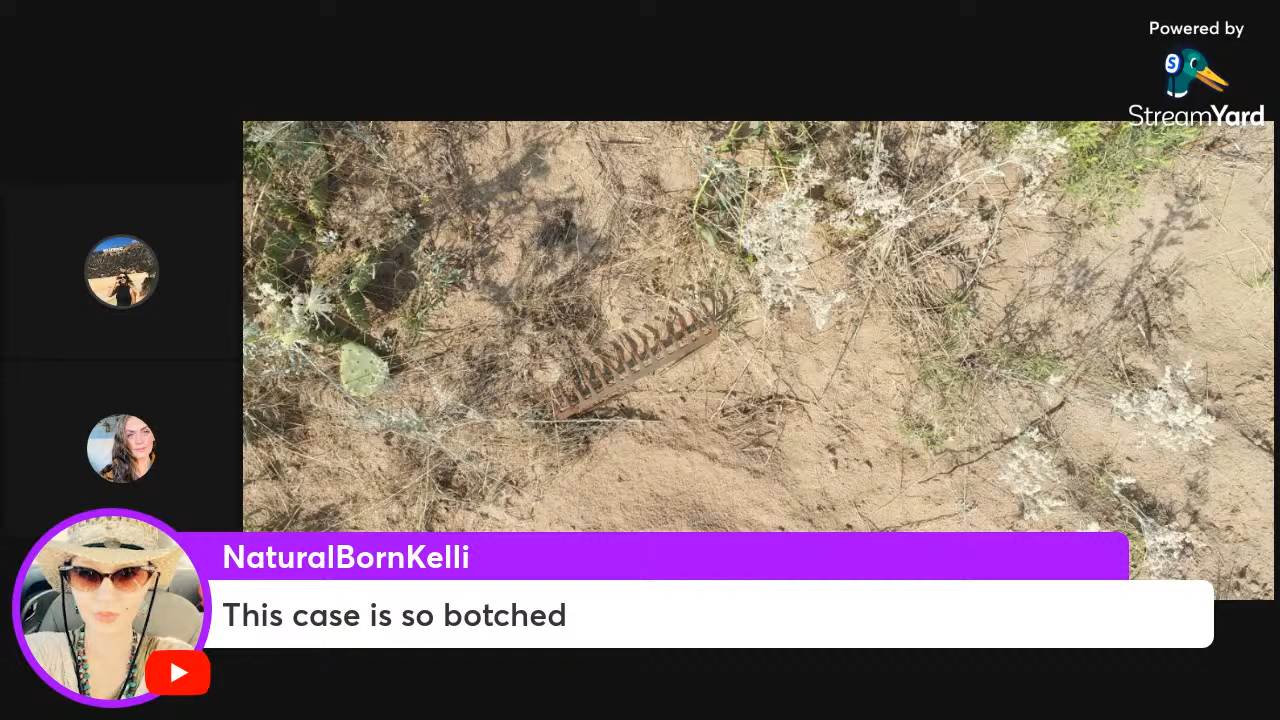 Powered by
StreamYard
NaturalBornKelli
This case is so botched